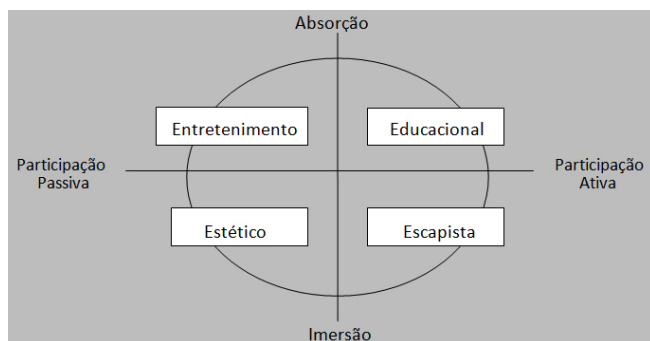 Absorção
Entretenimento
Educacional
Participação
Passiva
Participação
Ativa
Estético
Escapista
Imersão